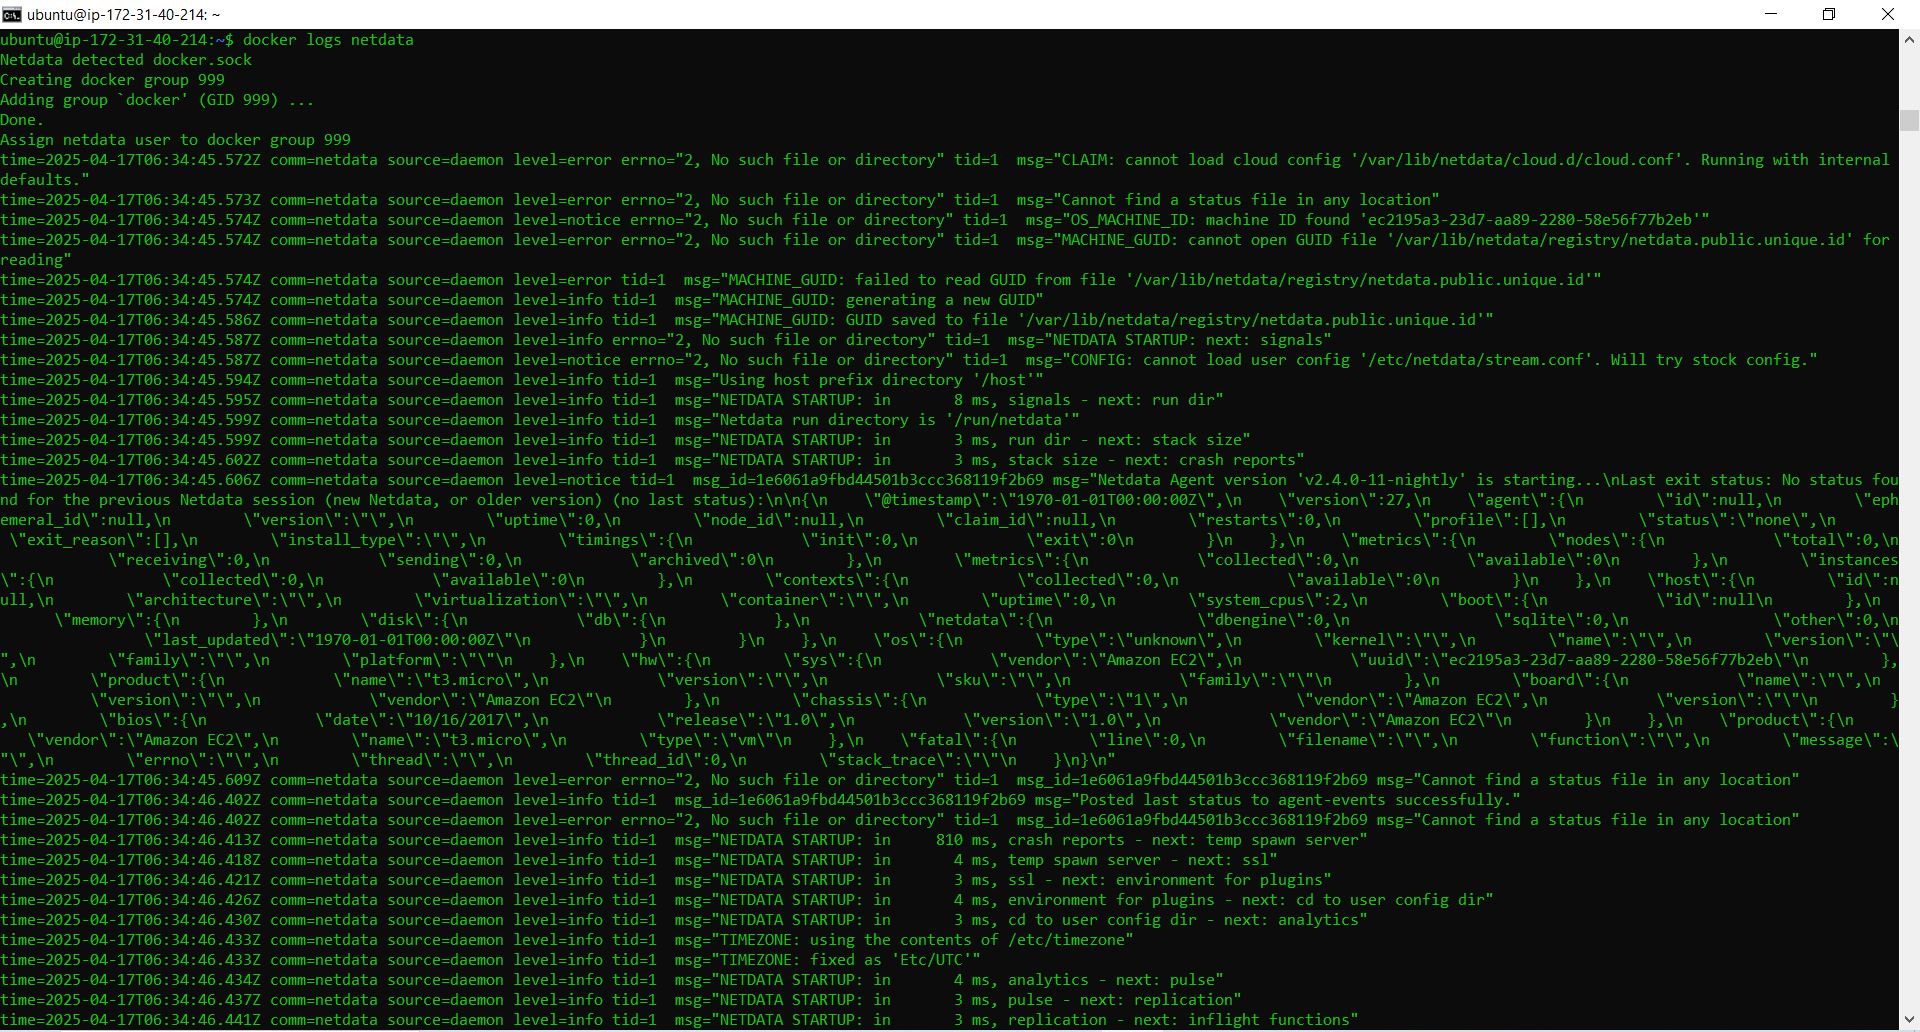 ubuntu@ip-172-31-40-214: ~
ubuntu@ip-172-31-40-214:~$ docker logs netdata
Netdata detected docker.sock
Creating docker group 999
Adding group `docker' (GID 999) ...
Done.
Assign netdata user to docker group 999
time=2025-04-17T06:34:45.572Z comm=netdata source=daemon level=error errno="2, No such file or directory" tid=1  msg="CLAIM: cannot load cloud config '/var/lib/netdata/cloud.d/cloud.conf'. Running with internal
defaults."
time=2025-04-17T06:34:45.573Z comm=netdata source=daemon level=error errno="2, No such file or directory" tid=1  msg="Cannot find a status file in any location"
time=2025-04-17T06:34:45.574Z comm=netdata source=daemon level=notice errno="2, No such file or directory" tid=1  msg="OS_MACHINE_ID: machine ID found 'ec2195a3-23d7-aa89-2280-58e56f77b2eb'"
time=2025-04-17T06:34:45.574Z comm=netdata source=daemon level=error errno="2, No such file or directory" tid=1  msg="MACHINE_GUID: cannot open GUID file '/var/lib/netdata/registry/netdata.public.unique.id' for
reading"
time=2025-04-17T06:34:45.574Z comm=netdata source=daemon level=error tid=1  msg="MACHINE_GUID: failed to read GUID from file '/var/lib/netdata/registry/netdata.public.unique.id'"
time=2025-04-17T06:34:45.574Z comm=netdata source=daemon level=info tid=1  msg="MACHINE_GUID: generating a new GUID"
time=2025-04-17T06:34:45.586Z comm=netdata source=daemon level=info tid=1  msg="MACHINE_GUID: GUID saved to file '/var/lib/netdata/registry/netdata.public.unique.id'"
time=2025-04-17T06:34:45.587Z comm=netdata source=daemon level=info errno="2, No such file or directory" tid=1  msg="NETDATA STARTUP: next: signals"
time=2025-04-17T06:34:45.587Z comm=netdata source=daemon level=notice errno="2, No such file or directory" tid=1  msg="CONFIG: cannot load user config '/etc/netdata/stream.conf'. Will try stock config."
time=2025-04-17T06:34:45.594Z comm=netdata source=daemon level=info tid=1  msg="Using host prefix directory '/host'"
time=2025-04-17T06:34:45.595Z comm=netdata source=daemon level=info tid=1  msg="NETDATA STARTUP: in       8 ms, signals - next: run dir"
time=2025-04-17T06:34:45.599Z comm=netdata source=daemon level=info tid=1  msg="Netdata run directory is '/run/netdata'"
time=2025-04-17T06:34:45.599Z comm=netdata source=daemon level=info tid=1  msg="NETDATA STARTUP: in       3 ms, run dir - next: stack size"
time=2025-04-17T06:34:45.602Z comm=netdata source=daemon level=info tid=1  msg="NETDATA STARTUP: in       3 ms, stack size - next: crash reports"
time=2025-04-17T06:34:45.606Z comm=netdata source=daemon level=notice tid=1  msg_id=1e6061a9fbd44501b3ccc368119f2b69 msg="Netdata Agent version 'v2.4.0-11-nightly' is starting...\nLast exit status: No status fou
nd for the previous Netdata session (new Netdata, or older version) (no last status):\n\n{\n    \"@timestamp\":\"1970-01-01T00:00:00Z\",\n    \"version\":27,\n    \"agent\":{\n        \"id\":null,\n        \"eph
emeral_id\":null,\n        \"version\":\"\",\n        \"uptime\":0,\n        \"node_id\":null,\n        \"claim_id\":null,\n        \"restarts\":0,\n        \"profile\":[],\n        \"status\":\"none\",\n
 \"exit_reason\":[],\n        \"install_type\":\"\",\n        \"timings\":{\n            \"init\":0,\n            \"exit\":0\n        }\n    },\n    \"metrics\":{\n        \"nodes\":{\n            \"total\":0,\n
            \"receiving\":0,\n            \"sending\":0,\n            \"archived\":0\n        },\n        \"metrics\":{\n            \"collected\":0,\n            \"available\":0\n        },\n        \"instances
\":{\n            \"collected\":0,\n            \"available\":0\n        },\n        \"contexts\":{\n            \"collected\":0,\n            \"available\":0\n        }\n    },\n    \"host\":{\n        \"id\":n
ull,\n        \"architecture\":\"\",\n        \"virtualization\":\"\",\n        \"container\":\"\",\n        \"uptime\":0,\n        \"system_cpus\":2,\n        \"boot\":{\n            \"id\":null\n        },\n
      \"memory\":{\n        },\n        \"disk\":{\n            \"db\":{\n            },\n            \"netdata\":{\n                \"dbengine\":0,\n                \"sqlite\":0,\n                \"other\":0,\n
                \"last_updated\":\"1970-01-01T00:00:00Z\"\n            }\n        }\n    },\n    \"os\":{\n        \"type\":\"unknown\",\n        \"kernel\":\"\",\n        \"name\":\"\",\n        \"version\":\"\
",\n        \"family\":\"\",\n        \"platform\":\"\"\n    },\n    \"hw\":{\n        \"sys\":{\n            \"vendor\":\"Amazon EC2\",\n            \"uuid\":\"ec2195a3-23d7-aa89-2280-58e56f77b2eb\"\n        },
\n        \"product\":{\n            \"name\":\"t3.micro\",\n            \"version\":\"\",\n            \"sku\":\"\",\n            \"family\":\"\"\n        },\n        \"board\":{\n            \"name\":\"\",\n
          \"version\":\"\",\n            \"vendor\":\"Amazon EC2\"\n        },\n        \"chassis\":{\n            \"type\":\"1\",\n            \"vendor\":\"Amazon EC2\",\n            \"version\":\"\"\n        }
,\n        \"bios\":{\n            \"date\":\"10/16/2017\",\n            \"release\":\"1.0\",\n            \"version\":\"1.0\",\n            \"vendor\":\"Amazon EC2\"\n        }\n    },\n    \"product\":{\n
   \"vendor\":\"Amazon EC2\",\n        \"name\":\"t3.micro\",\n        \"type\":\"vm\"\n    },\n    \"fatal\":{\n        \"line\":0,\n        \"filename\":\"\",\n        \"function\":\"\",\n        \"message\":\
"\",\n        \"errno\":\"\",\n        \"thread\":\"\",\n        \"thread_id\":0,\n        \"stack_trace\":\"\"\n    }\n}\n"
time=2025-04-17T06:34:45.609Z comm=netdata source=daemon level=error errno="2, No such file or directory" tid=1  msg_id=1e6061a9fbd44501b3ccc368119f2b69 msg="Cannot find a status file in any location"
time=2025-04-17T06:34:46.402Z comm=netdata source=daemon level=info tid=1  msg_id=1e6061a9fbd44501b3ccc368119f2b69 msg="Posted last status to agent-events successfully."
time=2025-04-17T06:34:46.402Z comm=netdata source=daemon level=error errno="2, No such file or directory" tid=1  msg_id=1e6061a9fbd44501b3ccc368119f2b69 msg="Cannot find a status file in any location"
time=2025-04-17T06:34:46.413Z comm=netdata source=daemon level=info tid=1  msg="NETDATA STARTUP: in     810 ms, crash reports - next: temp spawn server"
time=2025-04-17T06:34:46.418Z comm=netdata source=daemon level=info tid=1  msg="NETDATA STARTUP: in       4 ms, temp spawn server - next: ssl"
time=2025-04-17T06:34:46.421Z comm=netdata source=daemon level=info tid=1  msg="NETDATA STARTUP: in       3 ms, ssl - next: environment for plugins"
time=2025-04-17T06:34:46.426Z comm=netdata source=daemon level=info tid=1  msg="NETDATA STARTUP: in       4 ms, environment for plugins - next: cd to user config dir"
time=2025-04-17T06:34:46.430Z comm=netdata source=daemon level=info tid=1  msg="NETDATA STARTUP: in       3 ms, cd to user config dir - next: analytics"
time=2025-04-17T06:34:46.433Z comm=netdata source=daemon level=info tid=1  msg="TIMEZONE: using the contents of /etc/timezone"
time=2025-04-17T06:34:46.433Z comm=netdata source=daemon level=info tid=1  msg="TIMEZONE: fixed as 'Etc/UTC'"
time=2025-04-17T06:34:46.434Z comm=netdata source=daemon level=info tid=1  msg="NETDATA STARTUP: in       4 ms, analytics - next: pulse"
time=2025-04-17T06:34:46.437Z comm=netdata source=daemon level=info tid=1  msg="NETDATA STARTUP: in       3 ms, pulse - next: replication"
time=2025-04-17T06:34:46.441Z comm=netdata source=daemon level=info tid=1  msg="NETDATA STARTUP: in       3 ms, replication - next: inflight functions"